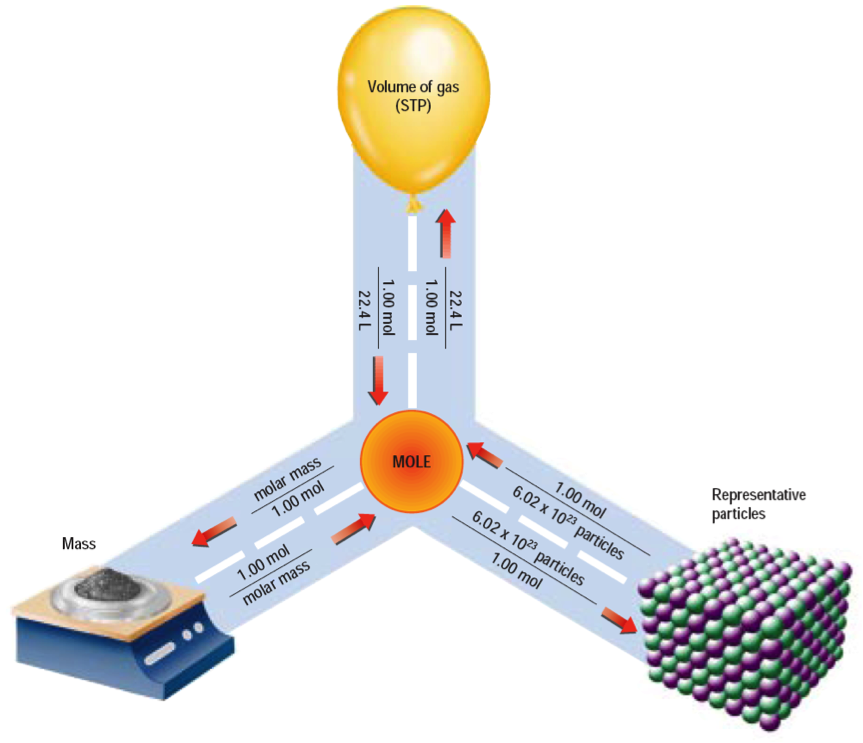 Volume of gas
(STP)
1.00 mol
22.4 L
22.4 L
1.00 mol
MOLE
molar mass
1.00 mol
1.00 mol
molar mass
1.00 mol
6.02 x 10²³ particles
6.02 x 10²³ particles
1.00 mol
Representative
particles
Mass